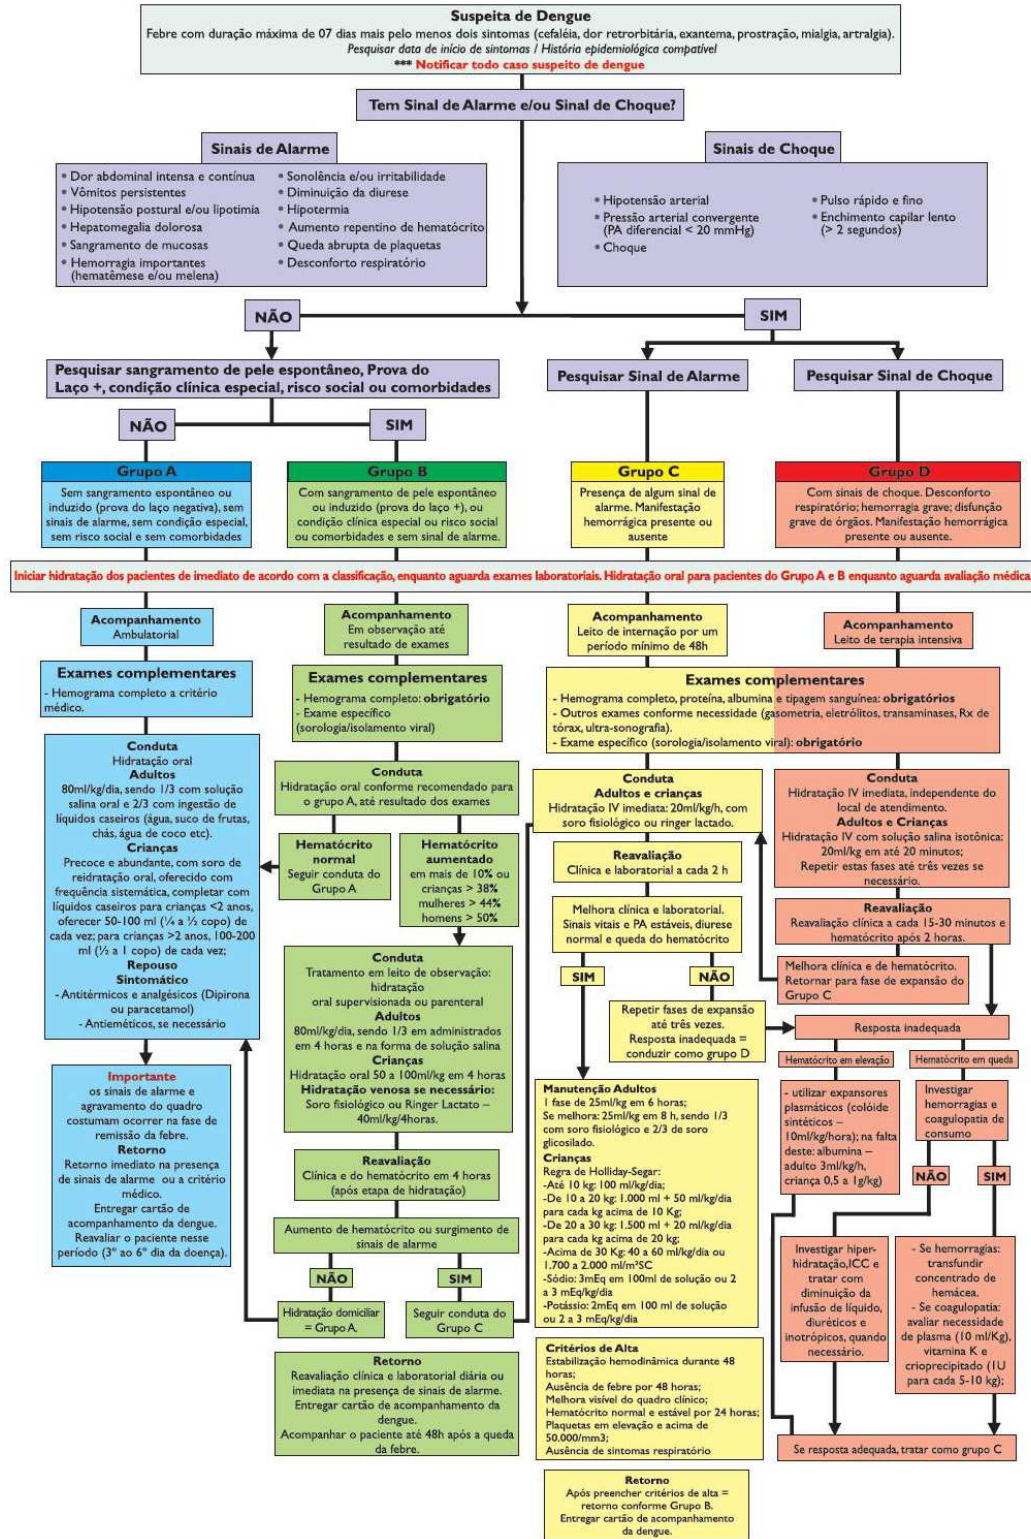 Suspeita de Dengue
Febre com duração máxima de 07 dias mais pelo menos dois sintomas (cefaléia, dor retrorbitária, exantema, prostração, mialgia, artralgia).
Pesquisar data de início de sintomas / História epidemiológica compatível
*** Notificar todo caso suspeito de dengue
Tem Sinal de Alarme e/ou Sinal de Choque?
Sinais de Alarme
• Dor abdominal intensa e contínua
• Vômitos persistentes
• Hipotensão postural e/ou lipotimia
• Hepatomegalia dolorosa
• Sangramento de mucosas
• Hemorragia importantes
(hematêmese e/ou melena)
• Sonolência e/ou irritabilidade
• Diminuição da diurese
• Hipotermia
• Aumento repentino de hematócrito
• Queda abrupta de plaquetas
• Desconforto respiratório
Sinais de Choque
• Hipotensão arterial
• Pressão arterial convergente
(PA diferencial < 20 mmHg)
• Choque
• Pulso rápido e fino
• Enchimento capilar lento
(> 2 segundos)
NÃO
SIM
Pesquisar sangramento de pele espontâneo, Prova do
Laço +, condição clínica especial, risco social ou comorbidades
Pesquisar Sinal de Alarme
Pesquisar Sinal de Choque
NÃO
SIM
Grupo A
Sem sangramento espontâneo ou
induzido (prova do laço negativa), sem
sinais de alarme, sem condição especial,
sem risco social e sem comorbidades
Grupo B
Com sangramento de pele espontâneo
ou induzido (prova do laço +), ou
condição clínica especial ou risco social
ou comorbidades e sem sinal de alarme.
Grupo C
Presença de algum sinal de
alarme. Manifestação
hemorrágica presente ou
ausente
Grupo D
Com sinais de choque. Desconforto
respiratório; hemorragia grave; disfunção
grave de órgãos. Manifestação hemorrágica
presente ou ausente.
Iniciar hidratação dos pacientes de imediato de acordo com a classificação, enquanto aguarda exames laboratoriais. Hidratação oral para pacientes do Grupo A e B enquanto aguarda avaliação médica.
Acompanhamento
Ambulatorial
Exames complementares
- Hemograma completo a critério
médico.
Conduta
Hidratação oral
Adultos
80ml/kg/dia, sendo 1/3 com solução
salina oral e 2/3 com ingestão de
líquidos caseiros (água, suco de frutas,
chás, água de coco etc).
Crianças
Precoce e abundante, com soro de
reidratação oral, oferecido com
frequência sistemática, completar com
líquidos caseiros para crianças <2 anos,
oferecer 50-100 ml (¼ a ½ copo) de
cada vez; para crianças >2 anos, 100-200
ml (½ a 1 copo) de cada vez;
Repouso
Sintomático
- Antitérmicos e analgésicos (Dipirona
ou paracetamol)
- Antieméticos, se necessário
Importante
os sinais de alarme e
agravamento do quadro
costumam ocorrer na fase de
remissão da febre.
Retorno
Retorno imediato na presença
de sinais de alarme ou a critério
médico.
Entregar cartão de
acompanhamento da dengue.
Reavaliar o paciente nesse
período (3º ao 6º dia da doença).
Acompanhamento
Em observação até
resultado de exames
Exames complementares
- Hemograma completo: obrigatório
- Exame específico
(sorologia/isolamento viral)
Conduta
Hidratação oral conforme recomendado para
o grupo A, até resultado dos exames
Hematócrito
normal
Seguir conduta do
Grupo A
Hematócrito
aumentado
em mais de 10% ou
crianças > 38%
mulheres > 44%
homens > 50%
Conduta
Tratamento em leito de observação:
hidratação
oral supervisionada ou parenteral
Adultos
80ml/kg/dia, sendo 1/3 em administrados
em 4 horas e na forma de solução salina
Crianças
Hidratação oral 50 a 100ml/kg em 4 horas
Hidratação venosa se necessário:
Soro fisiológico ou Ringer Lactato –
40ml/kg/4horas.
Reavaliação
Clínica e do hematócrito em 4 horas
(após etapa de hidratação)
Aumento de hematócrito ou surgimento de
sinais de alarme
NÃO
SIM
Hidratação domiciliar
= Grupo A.
Seguir conduta do
Grupo C
Retorno
Reavaliação clínica e laboratorial diária ou
imediata na presença de sinais de alarme.
Entregar cartão de acompanhamento da
dengue.
Acompanhar o paciente até 48h após a queda
da febre.
Acompanhamento
Leito de internação por um
período mínimo de 48h
Acompanhamento
Leito de terapia intensiva
Exames complementares
- Hemograma completo, proteína, albumina e tipagem sanguínea: obrigatórios
- Outros exames conforme necessidade (gasometria, eletrólitos, transaminases, Rx de
tórax, ultra-sonografia).
- Exame específico (sorologia/isolamento viral): obrigatório
Conduta
Adultos e crianças
Hidratação IV imediata: 20ml/kg/h, com
soro fisiológico ou ringer lactado.
Reavaliação
Clínica e laboratorial a cada 2 h
Melhora clínica e laboratorial.
Sinais vitais e PA estáveis, diurese
normal e queda do hematócrito
SIM
NÃO
Repetir fases de expansão
até três vezes.
Resposta inadequada =
conduzir como grupo D
Manutenção Adultos
1 fase de 25ml/kg em 6 horas;
Se melhora: 25ml/kg em 8 h, sendo 1/3
com soro fisiológico e 2/3 de soro
glicosilado.
Crianças
Regra de Holliday-Segar:
-Até 10 kg: 100 ml/kg/dia;
-De 10 a 20 kg: 1.000 ml + 50 ml/kg/dia
para cada kg acima de 10 Kg;
-De 20 a 30 kg: 1.500 ml + 20 ml/kg/dia
para cada kg acima de 20 kg;
-Acima de 30 Kg: 40 a 60 ml/kg/dia ou
1.700 a 2.000 ml/m²SC
-Sódio: 3mEq em 100ml de solução ou 2
a 3 mEq/kg/dia
-Potássio: 2mEq em 100 ml de solução
ou 2 a 3 mEq/kg/dia
Critérios de Alta
Estabilização hemodinâmica durante 48
horas;
Ausência de febre por 48 horas;
Melhora visível do quadro clínico;
Hematócrito normal e estável por 24 horas;
Plaquetas em elevação e acima de
50.000/mm3;
Ausência de sintomas respiratório
Retorno
Após preencher critérios de alta =
retorno conforme Grupo B.
Entregar cartão de acompanhamento
da dengue.
Conduta
Hidratação IV imediata, independente do
local de atendimento.
Adultos e Crianças
Hidratação IV com solução salina isotônica:
20ml/kg em até 20 minutos;
Repetir estas fases até três vezes se
necessário.
Reavaliação
Reavaliação clínica a cada 15-30 minutos e
hematócrito após 2 horas.
Melhora clínica e de hematócrito.
Retornar para fase de expansão do
Grupo C
Resposta inadequada
Hematócrito em elevação
Hematócrito em queda
- utilizar expansores
plasmáticos (colóide
sintéticos –
10ml/kg/hora); na falta
deste: albumina –
adulto 3ml/kg/h,
criança 0,5 a 1g/kg)
Investigar
hemorragias e
coagulopatia de
consumo
NÃO
SIM
Investigar hiper-
hidratação,ICC e
tratar com
diminuição da
infusão de líquido,
diuréticos e
inotrópicos, quando
necessário.
- Se hemorragias:
transfundir
concentrado de
hemácea.
- Se coagulopatia:
avaliar necessidade
de plasma (10 ml/Kg),
vitamina K e
crioprecipitado (1U
para cada 5-10 kg);
Se resposta adequada, tratar como grupo C